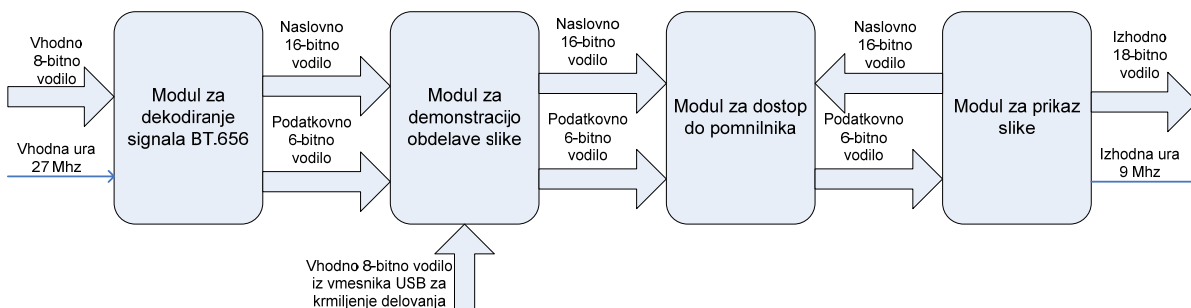 Vhodno
8-bitno
vodilo
Vhodna ura
27 Mhz
Modul za
dekodiranje
signala BT.656
Naslovno
16-bitno
vodilo
Podatkovno
6-bitno
vodilo
Modul za
demonstracijo
obdelave slike
Vhodno 8-bitno vodilo
iz vmesnika USB za
krmiljenje delovanja
Naslovno
16-bitno
vodilo
Podatkovno
6-bitno
vodilo
Modul za dostop
do pomnilnika
Naslovno
16-bitno
vodilo
Podatkovno
6-bitno
vodilo
Modul za prikaz
slike
Izhodno
18-bitno
vodilo
Izhodna ura
9 Mhz